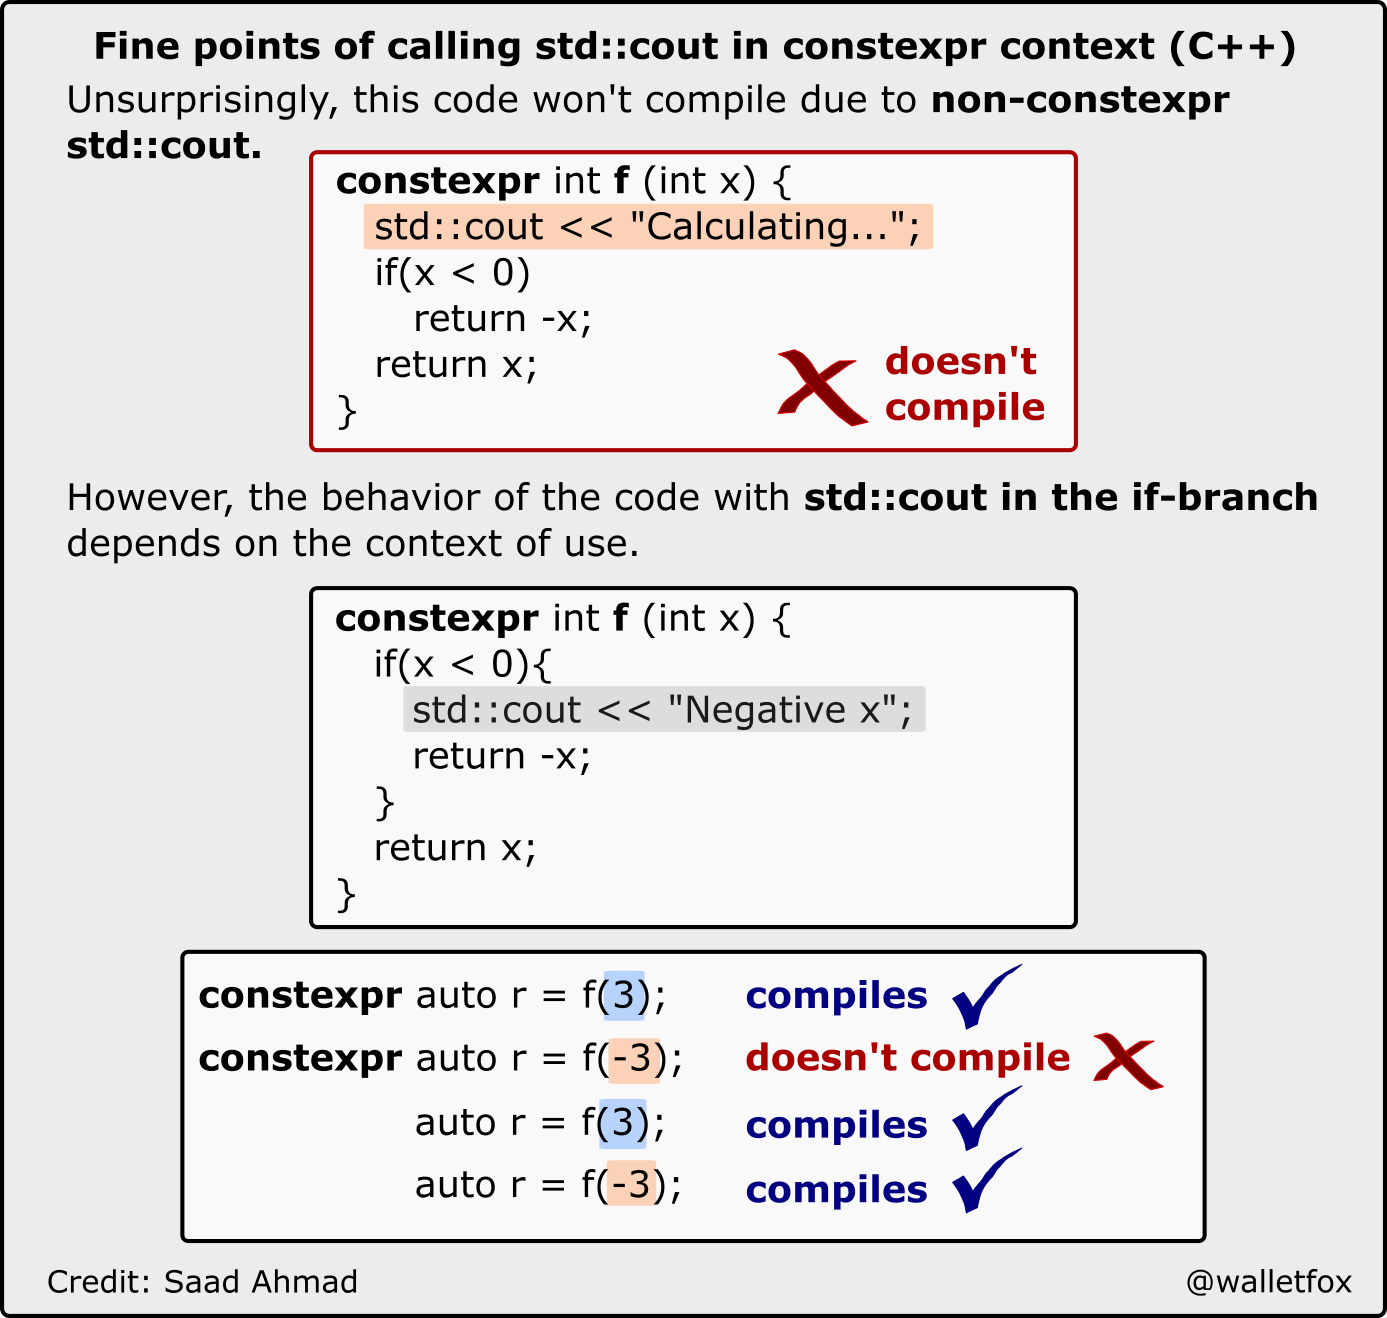 Fine points of calling std::cout in constexpr context (C++)
Unsurprisingly, this code won't compile due to non-constexpr
std::cout.
constexpr int f (int x) {
std::cout << "Calculating...";
if(x < 0)
return -x;
return x;
}
doesn't
compile
However, the behavior of the code with std::cout in the if-branch
depends on the context of use.
constexpr int f (int x) {
if(x < 0){
std::cout << "Negative x";
return -x;
}
return x;
}
constexpr auto r = f(3); compiles
constexpr auto r = f(-3); doesn't compile
auto r = f(3); compiles
auto r = f(-3); compiles
Credit: Saad Ahmad
@walletfox